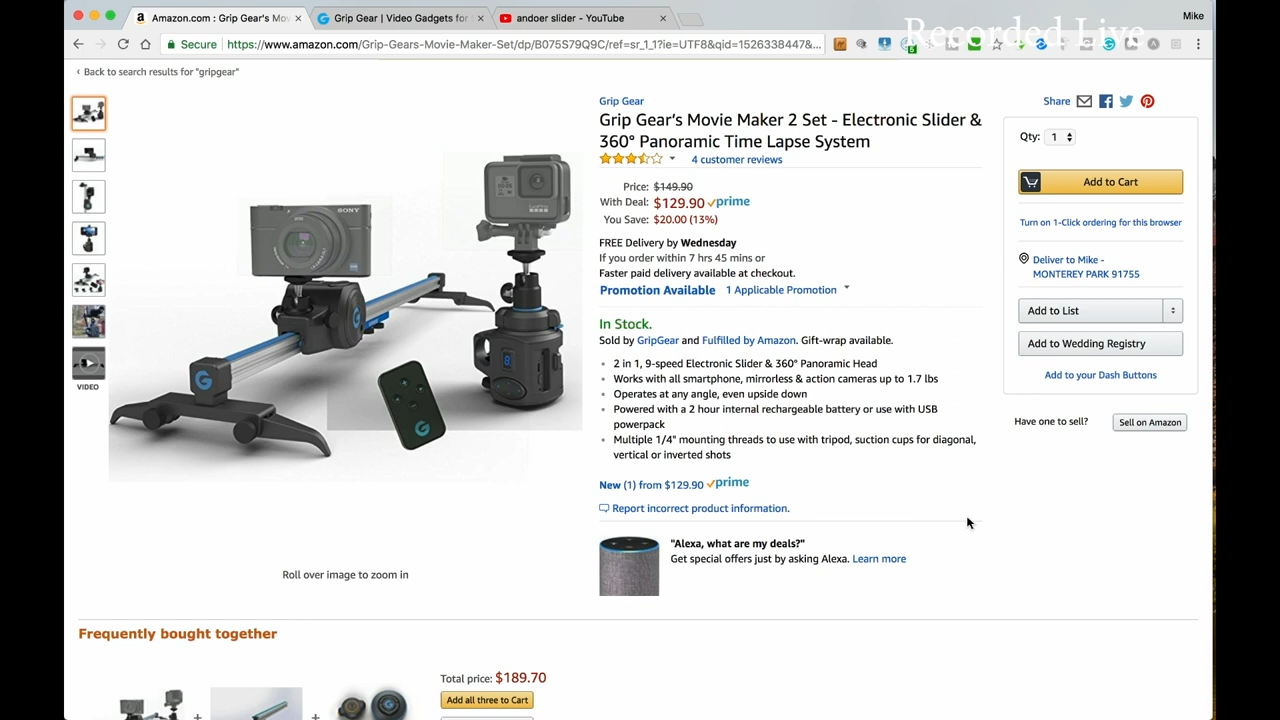 Amazon.com : Grip Gear's Mov
Grip Gear | Video Gadgets for
andoer slider - YouTube
Mike
Recorded Live
Secure
https://www.amazon.com/Grip-Gears-Movie-Maker-Set/dp/B075S79Q9C/ref=sr_1_1?ie=UTF8&qid=1526338447&...
‹ Back to search results for "gripgear"
Share
Grip Gear
Grip Gear's Movie Maker 2 Set - Electronic Slider &
360° Panoramic Time Lapse System
4 customer reviews
Price: $149.90
With Deal: $129.90 prime
You Save: $20.00 (13%)
FREE Delivery by Wednesday
If you order within 7 hrs 45 mins or
Faster paid delivery available at checkout.
Promotion Available 1 Applicable Promotion
In Stock.
Sold by GripGear and Fulfilled by Amazon. Gift-wrap available.
• 2 in 1, 9-speed Electronic Slider & 360° Panoramic Head
• Works with all smartphone, mirrorless & action cameras up to 1.7 lbs
• Operates at any angle, even upside down
• Powered with a 2 hour internal rechargeable battery or use with USB
powerpack
• Multiple 1/4" mounting threads to use with tripod, suction cups for diagonal,
vertical or inverted shots
New (1) from $129.90 prime
Report incorrect product information.
"Alexa, what are my deals?"
Get special offers just by asking Alexa. Learn more
Qty: 1
Add to Cart
Turn on 1-Click ordering for this browser
Deliver to Mike -
MONTEREY PARK 91755
Add to List
Add to Wedding Registry
Add to your Dash Buttons
Have one to sell?
Sell on Amazon
VIDEO
SONY
Roll over image to zoom in
Frequently bought together
Total price: $189.70
Add all three to Cart